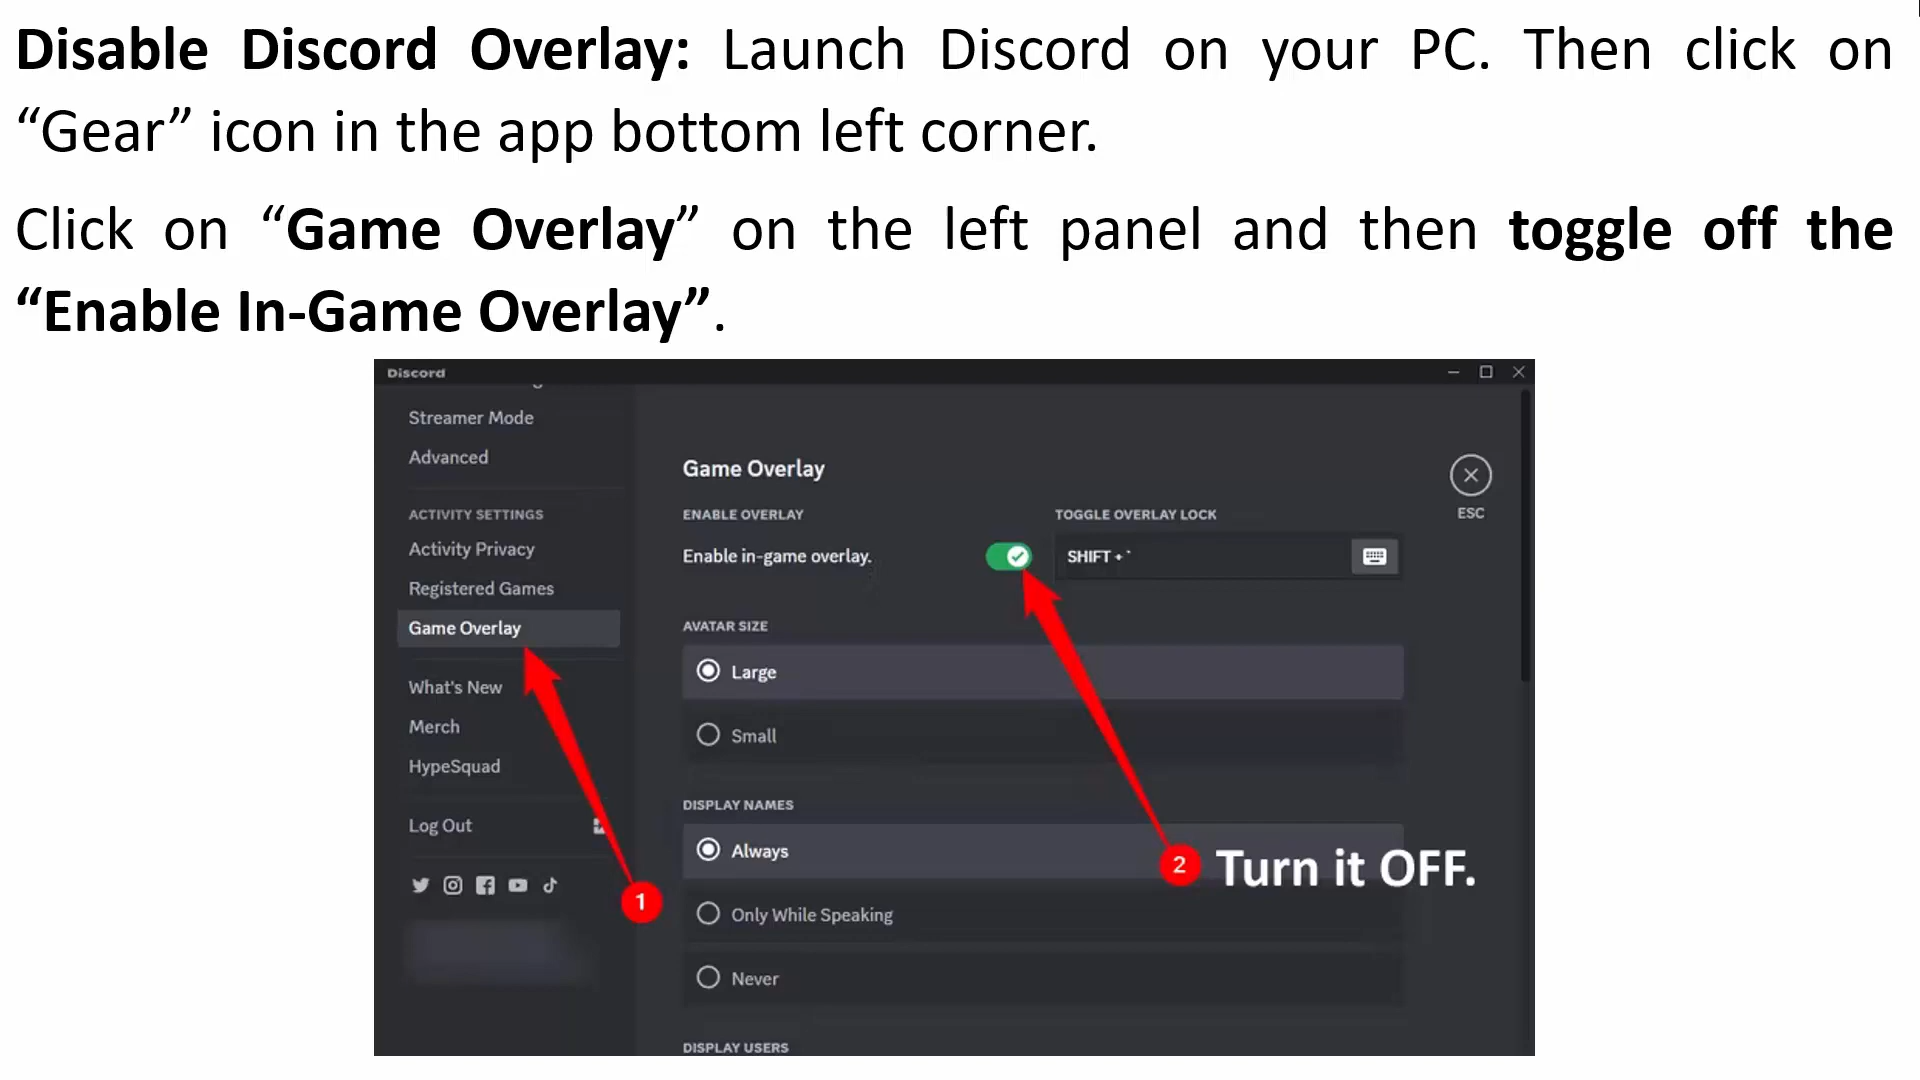 Disable Discord Overlay: Launch Discord on your PC. Then click on
“Gear” icon in the app bottom left corner.
Click on “Game Overlay” on the left panel and then toggle off the
“Enable In-Game Overlay”.
Discord
Streamer Mode
Advanced
ACTIVITY SETTINGS
Activity Privacy
Registered Games
Game Overlay
What's New
Merch
HypeSquad
Log Out
1
Game Overlay
ESC
ENABLE OVERLAY
Enable in-game overlay.
TOGGLE OVERLAY LOCK
SHIFT + `
AVATAR SIZE
Large
Small
DISPLAY NAMES
Always
2 Turn it OFF.
Only While Speaking
Never
DISPLAY USERS